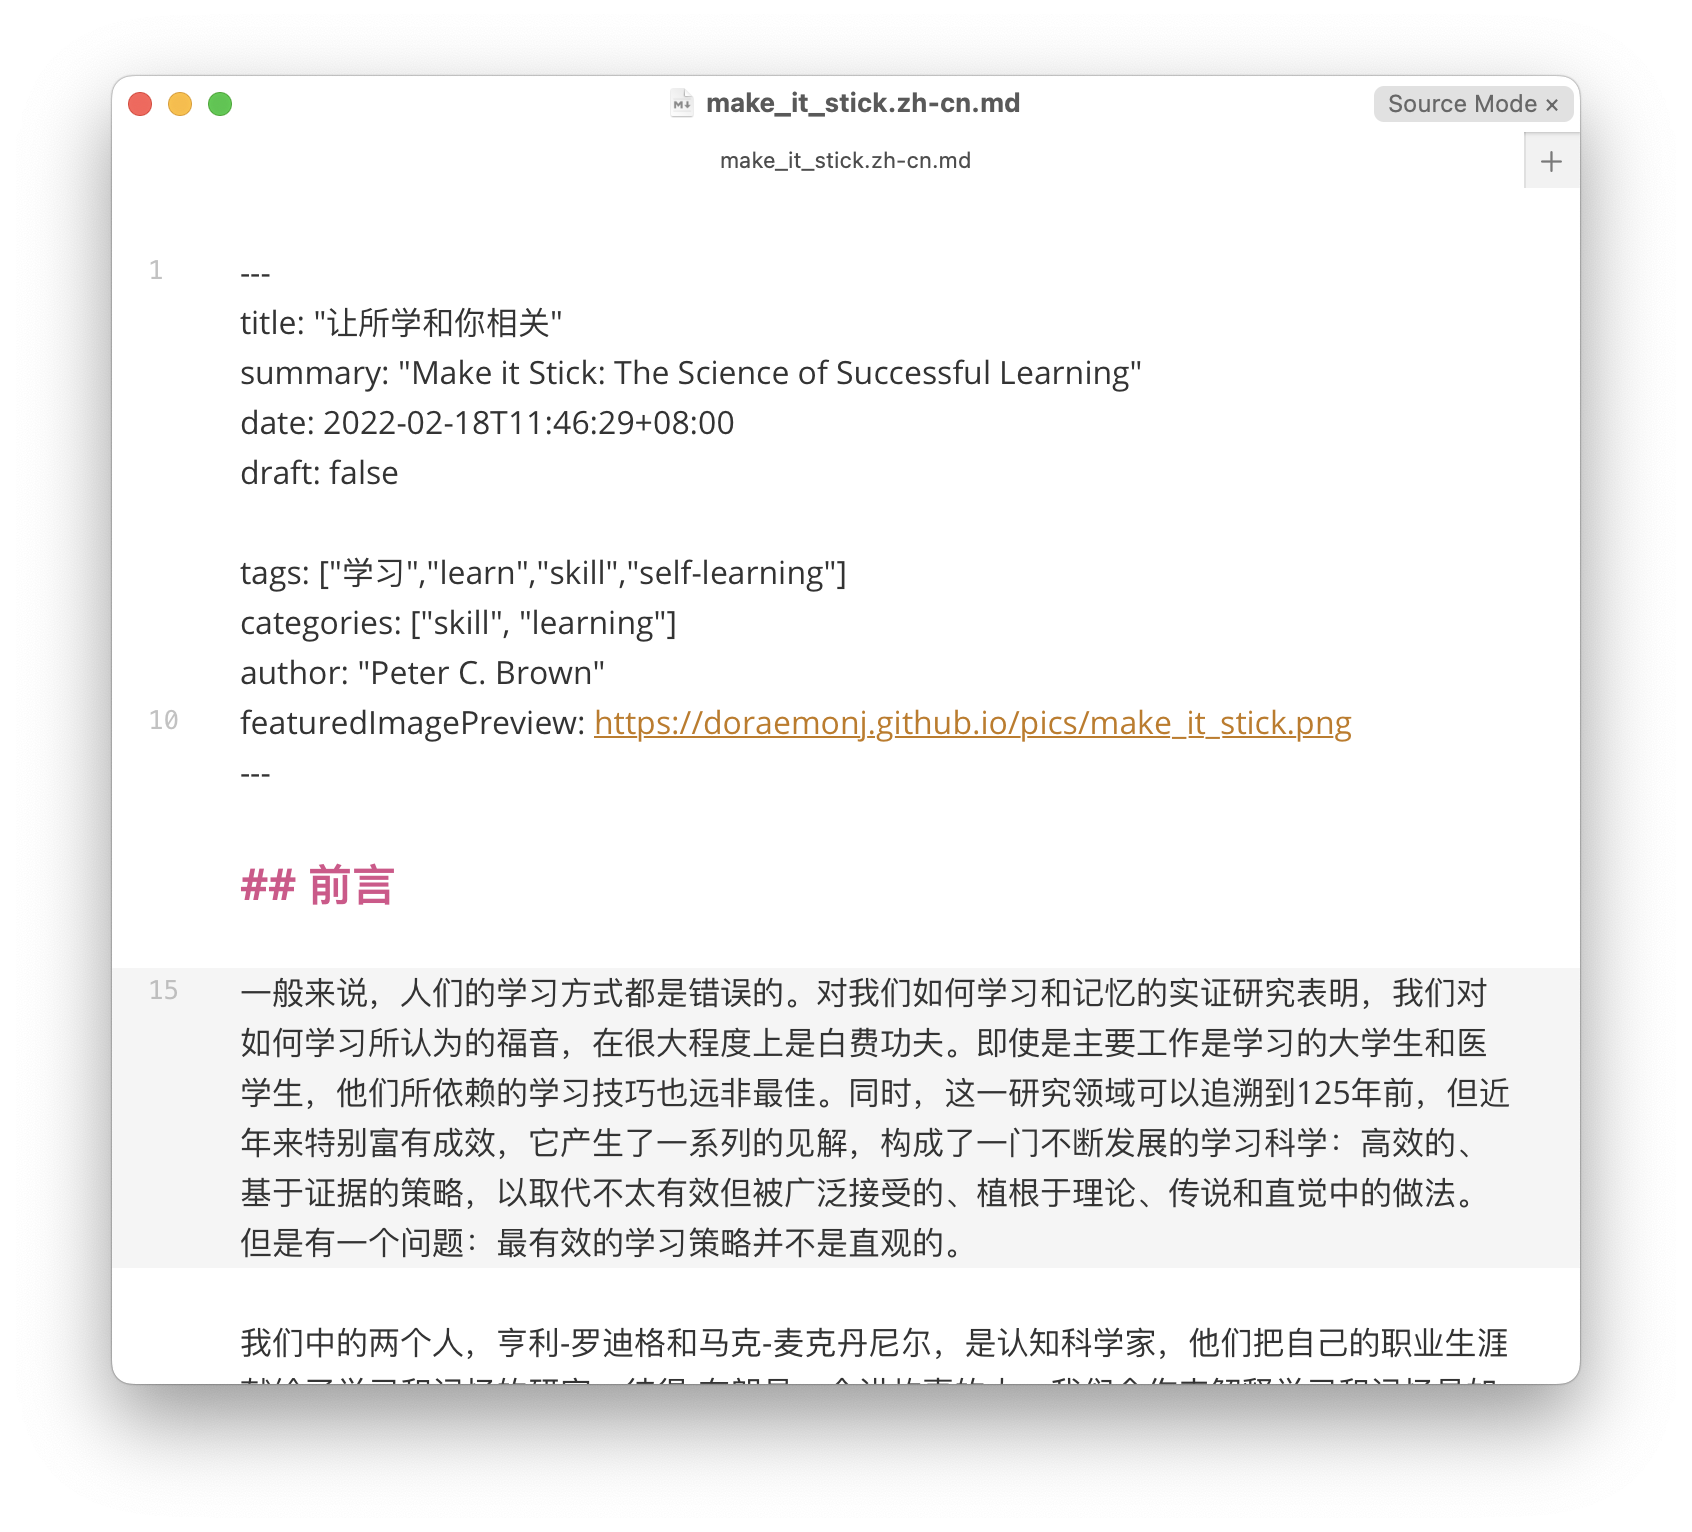 make_it_stick.zh-cn.md
Source Mode ×
make_it_stick.zh-cn.md
+
1 ---
title: "让所学和你相关"
summary: "Make it Stick: The Science of Successful Learning"
date: 2022-02-18T11:46:29+08:00
draft: false
tags: ["学习","learn","skill","self-learning"]
categories: ["skill", "learning"]
author: "Peter C. Brown"
10 featuredImagePreview: https://doraemonj.github.io/pics/make_it_stick.png
---
## 前言
15 一般来说，人们的学习方式都是错误的。对我们如何学习和记忆的实证研究表明，我们对
如何学习所认为的福音，在很大程度上是白费功夫。即使是主要工作是学习的大学生和医
学生，他们所依赖的学习技巧也远非最佳。同时，这一研究领域可以追溯到125年前，但近
年来特别富有成效，它产生了一系列的见解，构成了一门不断发展的学习科学：高效的、
基于证据的策略，以取代不太有效但被广泛接受的、植根于理论、传说和直觉中的做法。
但是有一个问题：最有效的学习策略并不是直观的。
我们中的两个人，亨利-罗迪格和马克-麦克丹尼尔，是认知科学家，他们把自己的职业生涯